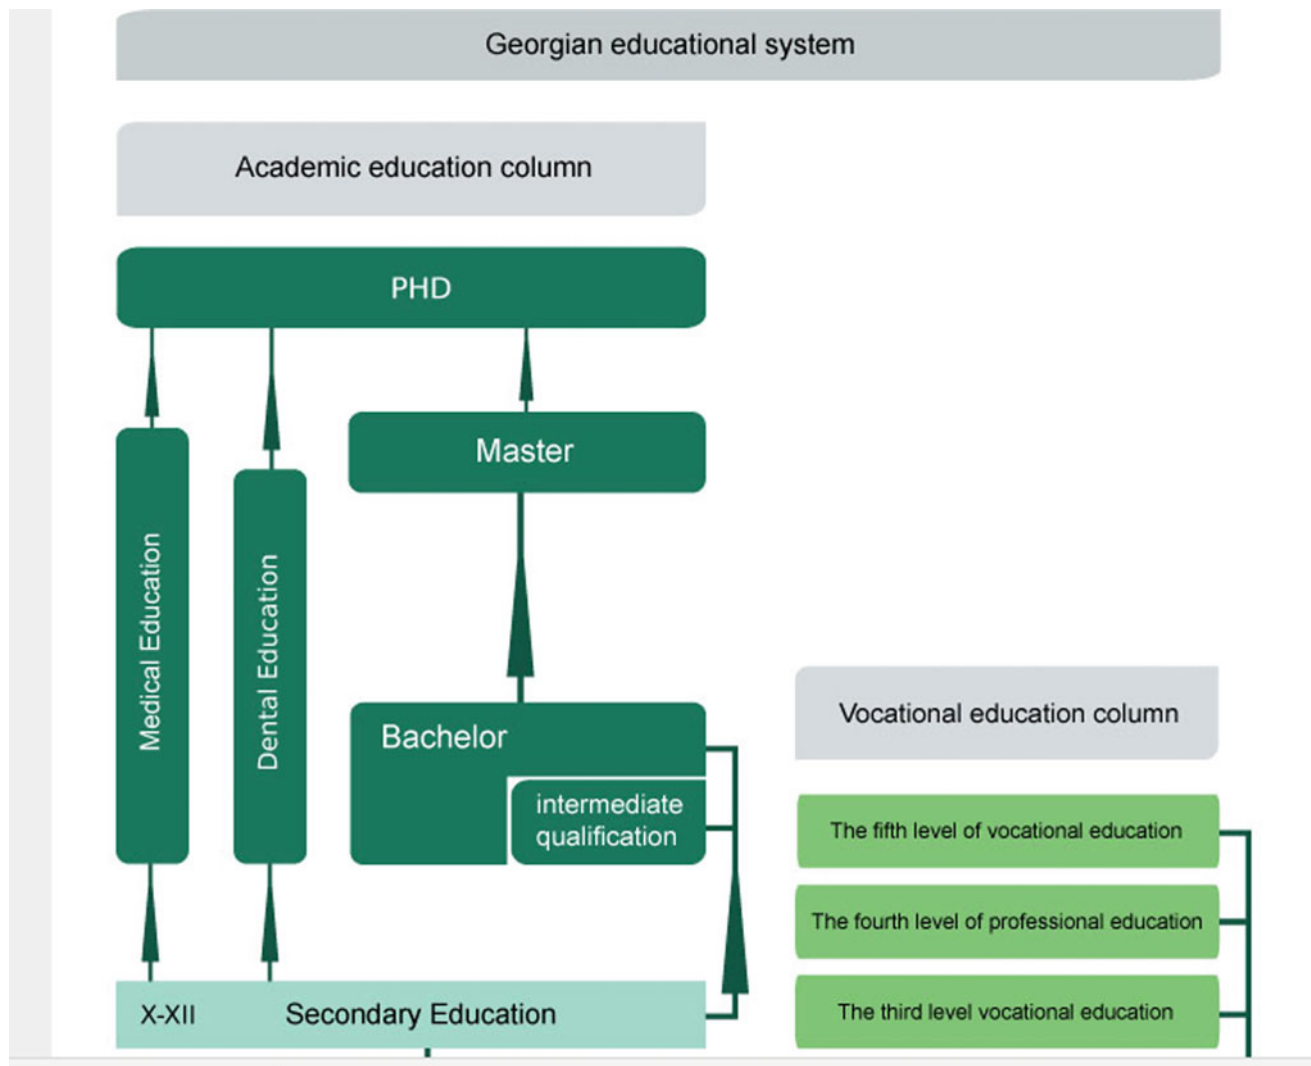 Georgian educational system
Academic education column
PHD
Master
Medical Education
Dental Education
Bachelor
intermediate
qualification
X-XII
Secondary Education
Vocational education column
The fifth level of vocational education
The fourth level of professional education
The third level vocational education